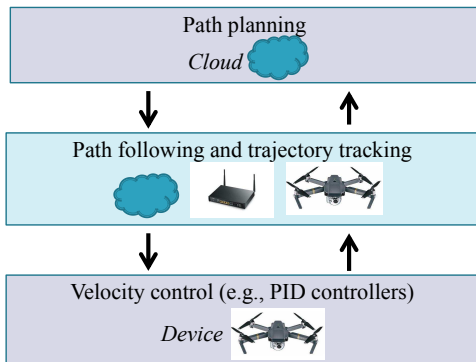 Path planning
Cloud
Path following and trajectory tracking
Velocity control (e.g., PID controllers)
Device